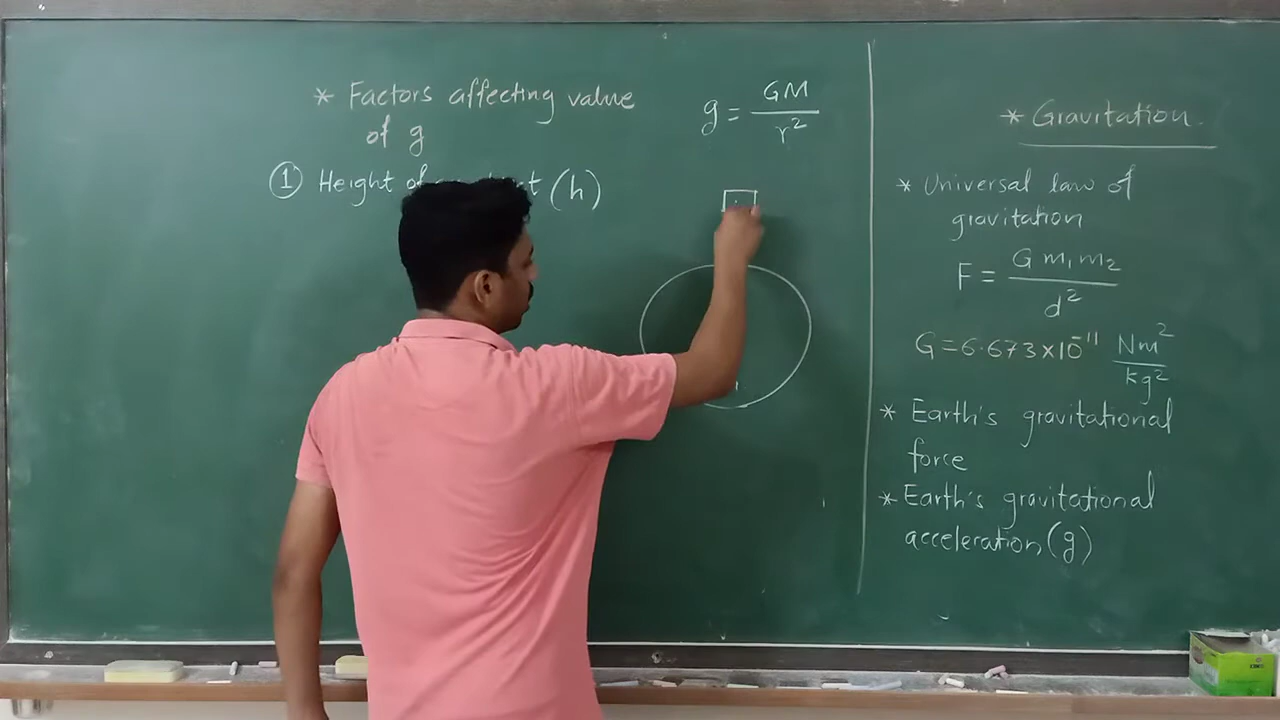 * Factors affecting value
of g
① Height of t (h)
g = GM / r²
* Gravitation
* Universal law of
gravitation
F = G m₁ m₂ / d²
G = 6.673 × 10⁻¹¹ Nm² / kg²
* Earth's gravitational
force
* Earth's gravitational
acceleration (g)